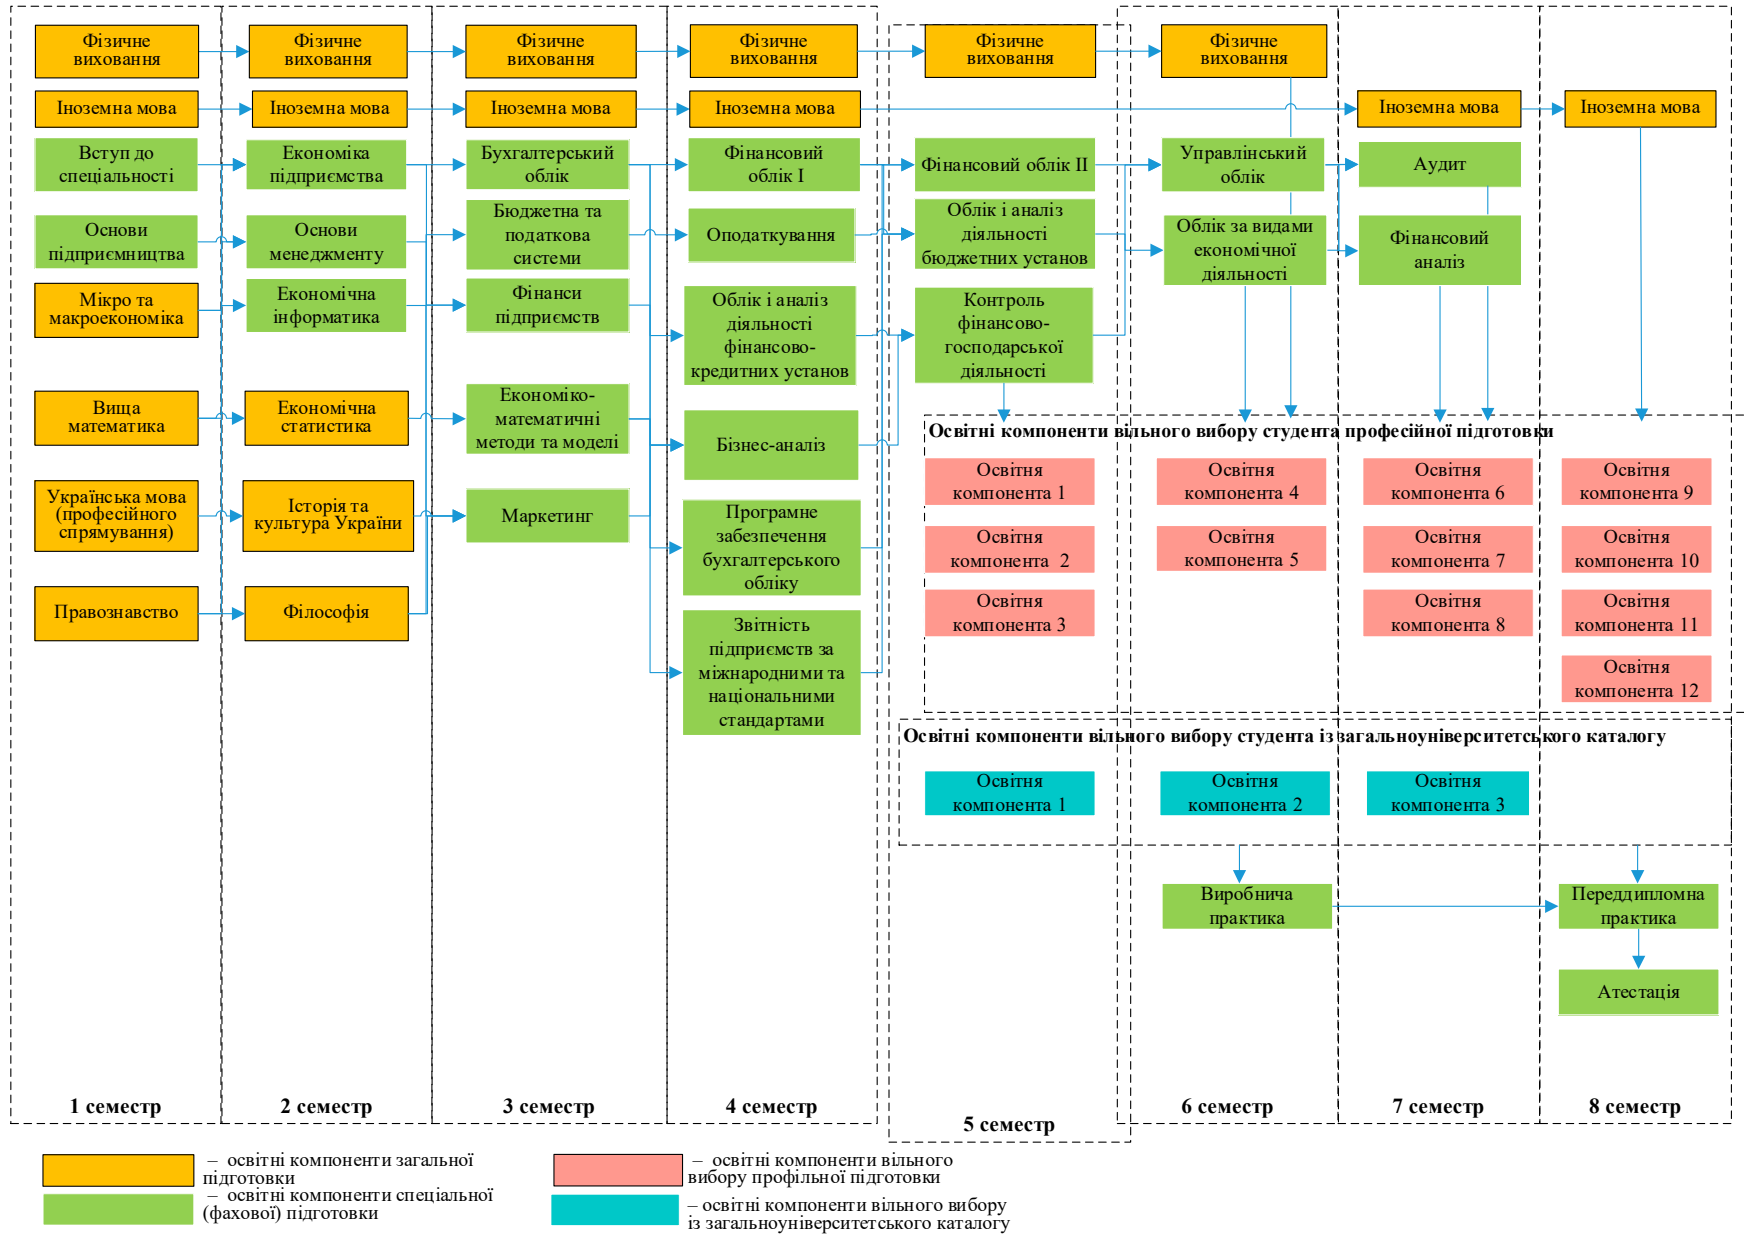 Фізичне
виховання
Фізичне
виховання
Фізичне
виховання
Фізичне
виховання
Фізичне
виховання
Фізичне
виховання
Іноземна мова
Іноземна мова
Іноземна мова
Іноземна мова
Іноземна мова
Іноземна мова
Вступ до
спеціальності
Економіка
підприємства
Бухгалтерський
облік
Фінансовий
облік І
Фінансовий облік ІІ
Управлінський
облік
Аудит
Основи
підприємництва
Основи
менеджменту
Бюджетна та
податкова
системи
Оподаткування
Облік і аналіз
діяльності
бюджетних установ
Облік за видами
економічної
діяльності
Фінансовий
аналіз
Мікро та
макроекономіка
Економічна
інформатика
Фінанси
підприємств
Облік і аналіз
діяльності
фінансово-
кредитних установ
Контроль
фінансово-
господарської
діяльності
Вища
математика
Економічна
статистика
Економіко-
математичні
методи та моделі
Бізнес-аналіз
Українська мова
(професійного
спрямування)
Історія та
культура України
Маркетинг
Програмне
забезпечення
бухгалтерського
обліку
Правознавство
Філософія
Звітність
підприємств за
міжнародними та
національними
стандартами
Освітні компоненти вільного вибору студента професійної підготовки
Освітня
компонента 1
Освітня
компонента 4
Освітня
компонента 6
Освітня
компонента 9
Освітня
компонента 2
Освітня
компонента 5
Освітня
компонента 7
Освітня
компонента 10
Освітня
компонента 3
Освітня
компонента 8
Освітня
компонента 11
Освітня
компонента 12
Освітні компоненти вільного вибору студента із загальноуніверситетського каталогу
Освітня
компонента 1
Освітня
компонента 2
Освітня
компонента 3
Виробнича
практика
Переддипломна
практика
Атестація
1 семестр
2 семестр
3 семестр
4 семестр
5 семестр
6 семестр
7 семестр
8 семестр
– освітні компоненти загальної
підготовки
– освітні компоненти спеціальної
(фахової) підготовки
– освітні компоненти вільного
вибору профільної підготовки
– освітні компоненти вільного вибору
із загальноуніверситетського каталогу